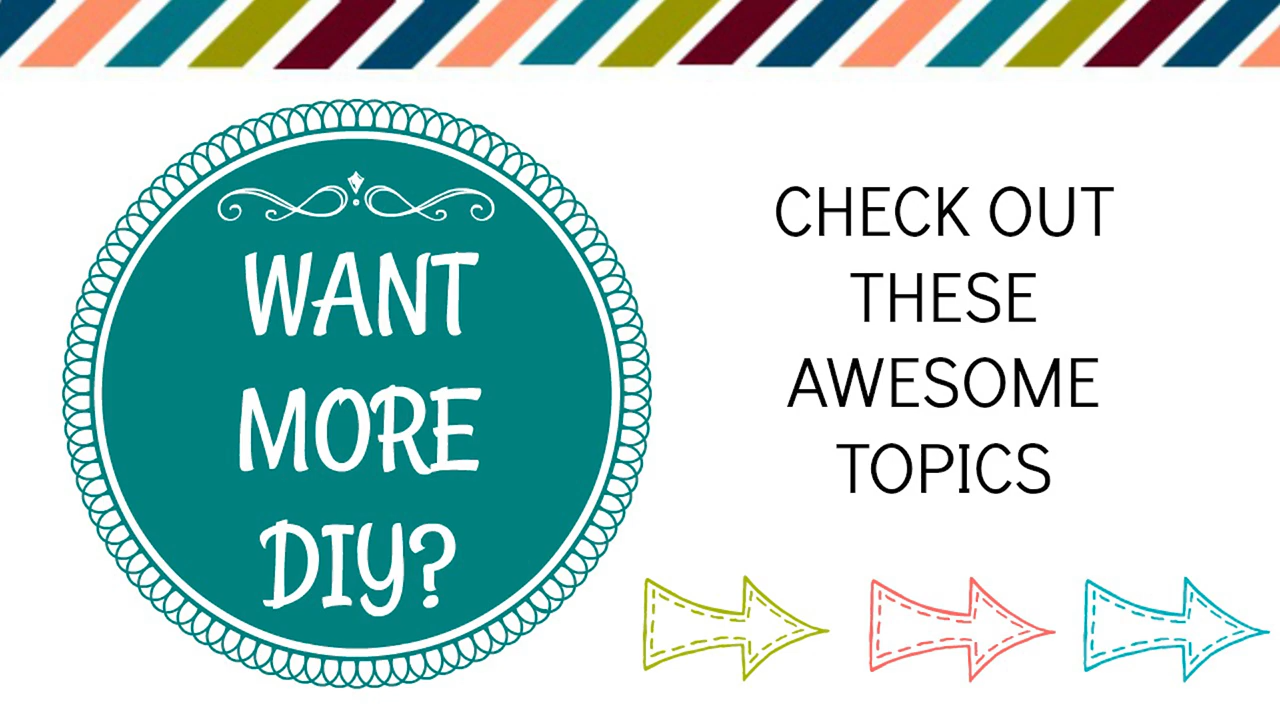 WANT
MORE
DIY?
CHECK OUT
THESE
AWESOME
TOPICS